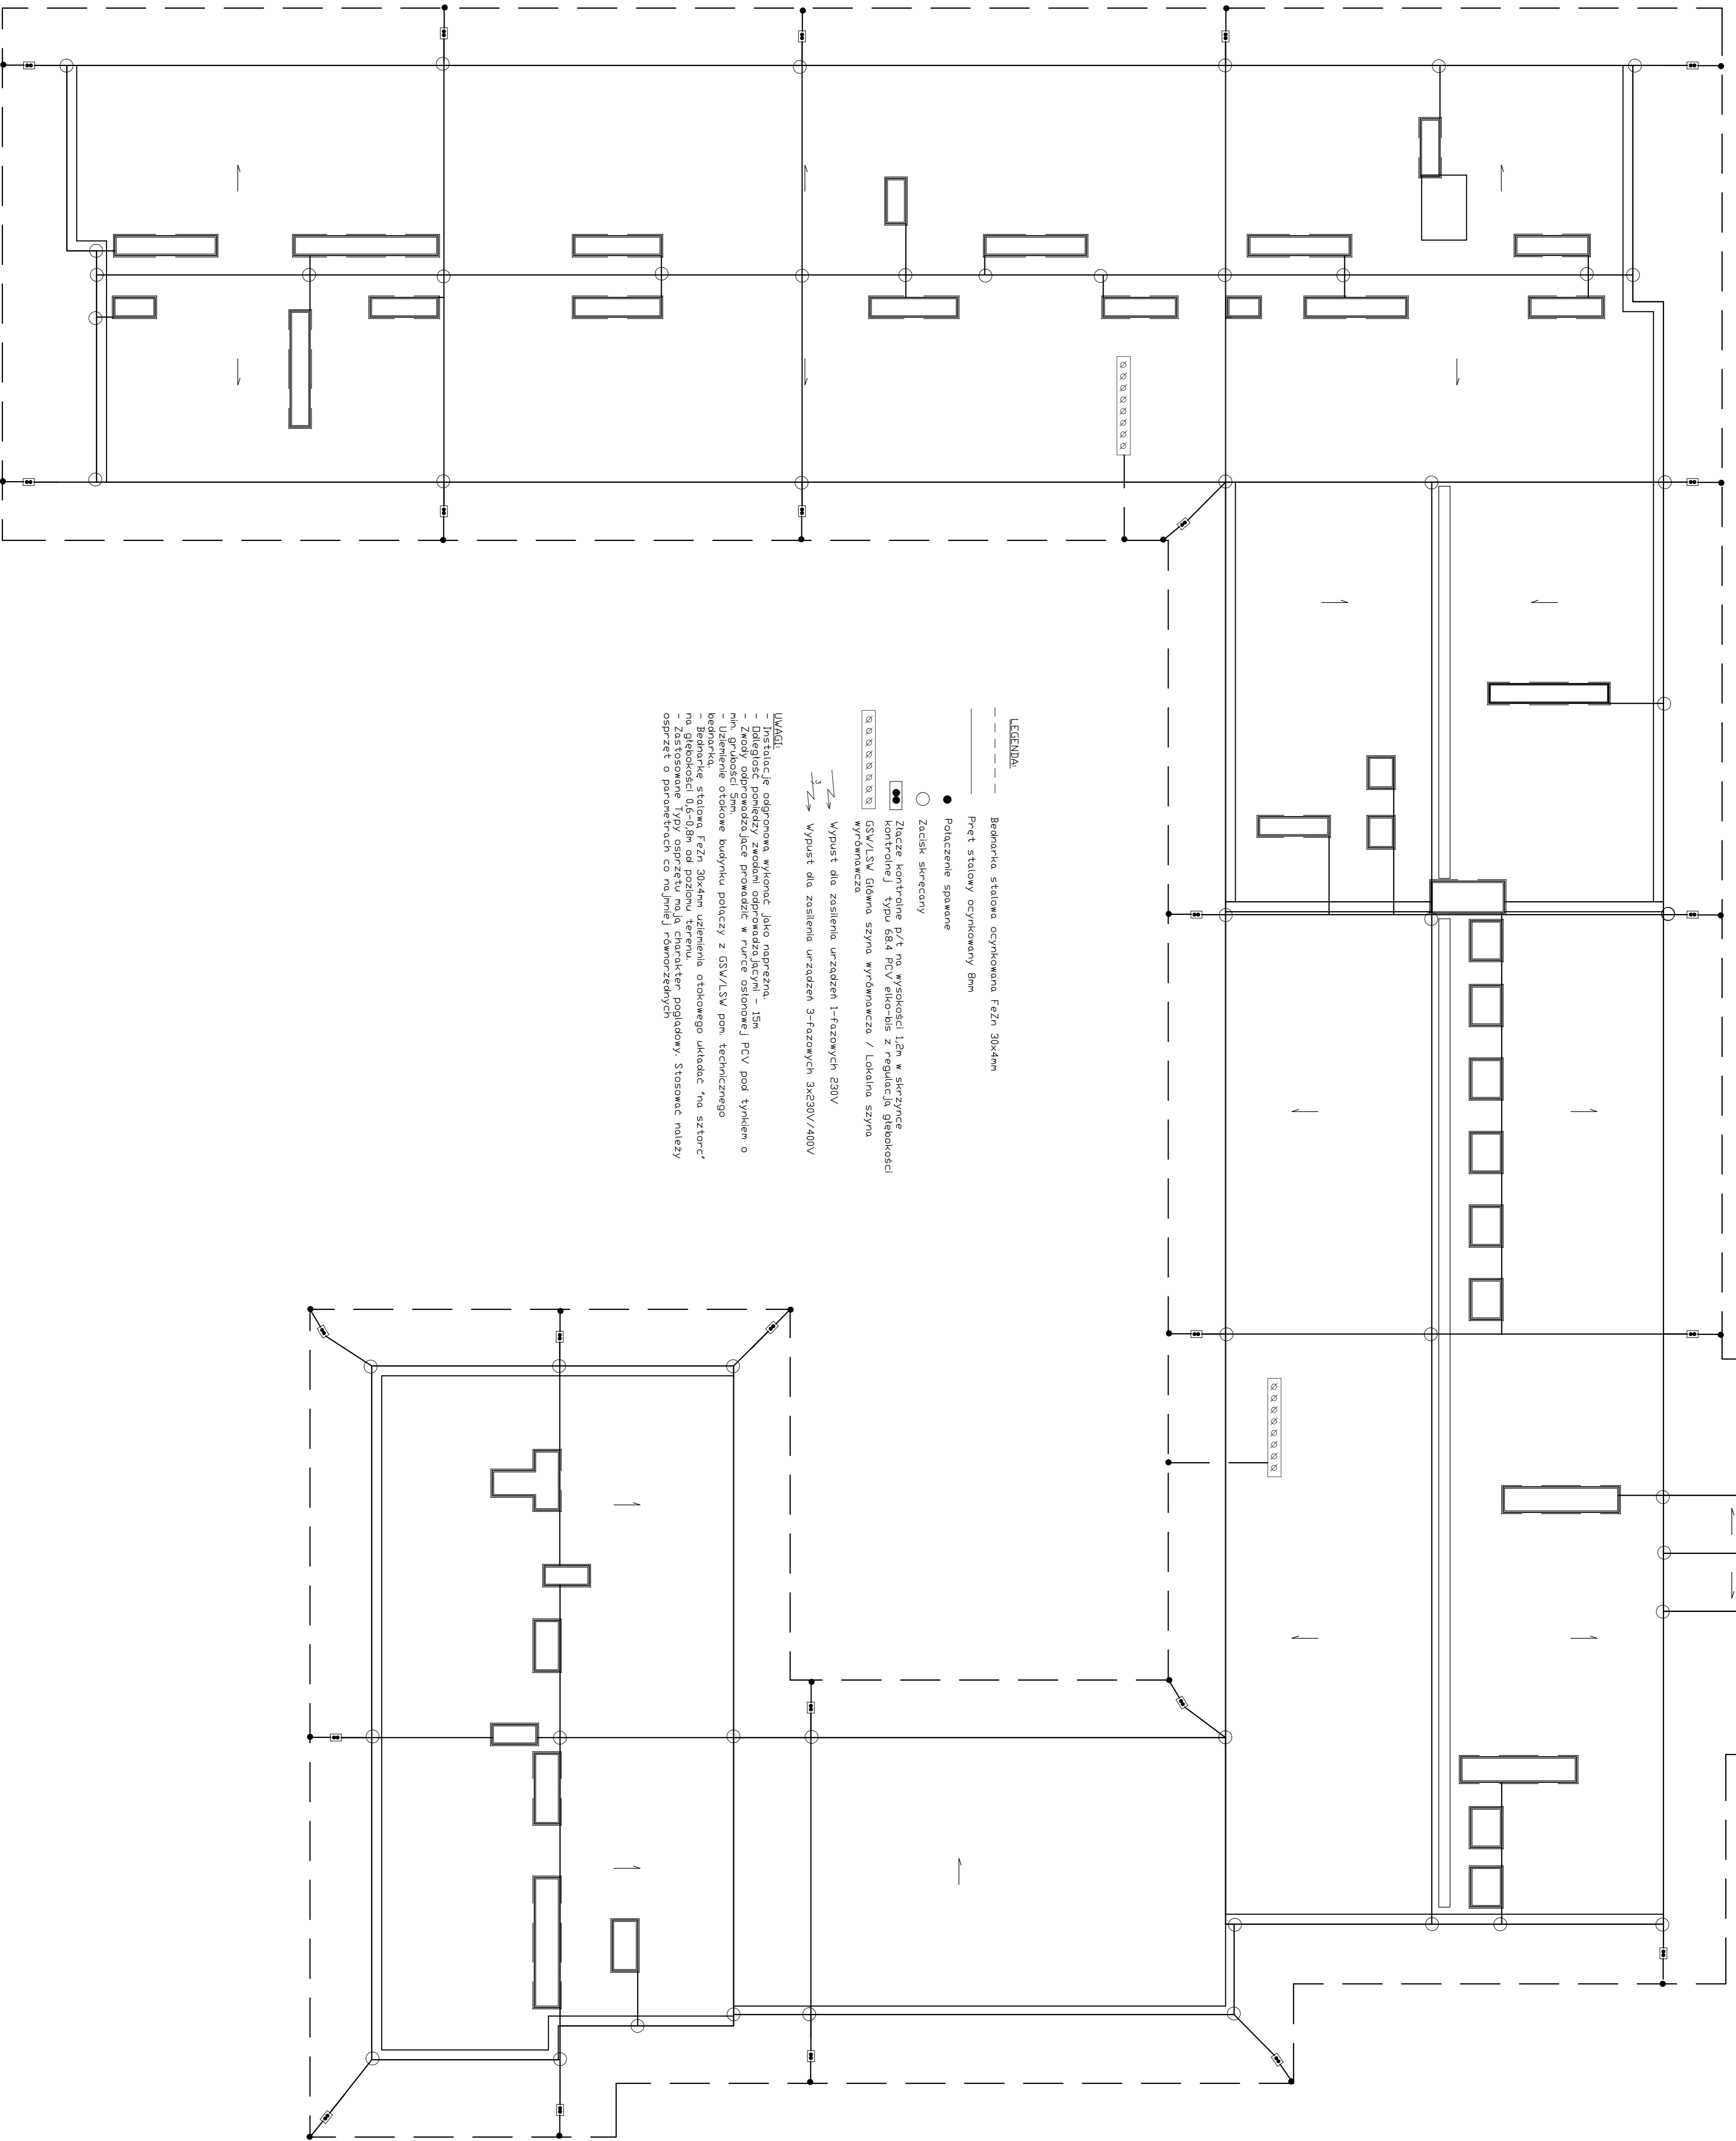 LEGENDA:
Bednarka stalowa ocynkowana FeZn 30x4mm
Pręt stalowy ocynkowany 8mm
Połączenie spawane
Zacisk skręcany
Złącze kontrolne p/t na wysokości 1,2m w skrzynce
kontrolnej typu 68.4 PCV elko-bis z regulacją głębokości
GSW/LSW Główna szyna wyrównawcza / Lokalna szyna
wyrównawcza
Wypust dla zasilenia urządzeń 1-fazowych 230V
3 Wypust dla zasilenia urządzeń 3-fazowych 3x230V/400V
UWAGI:
- Instalację odgromową wykonać jako naprężną.
- Odległość pomiędzy zwodami odprowadzającymi - 15m
- Zwody odprowadzające prowadzić w rurce osłonowej PCV pod tynkiem o
min. grubości 5mm.
- Uziemienie otokowe budynku połączy z GSW/LSW pom. technicznego
bednarką.
- Bednarkę stalową FeZn 30x4mm uziemienia otokowego układać "na sztorc"
na głębokości 0,6-0,8m od poziomu terenu.
- Zastosowane Typy osprzętu mają charakter poglądowy. Stosować należy
osprzęt o parametrach co najmniej równorzędnych